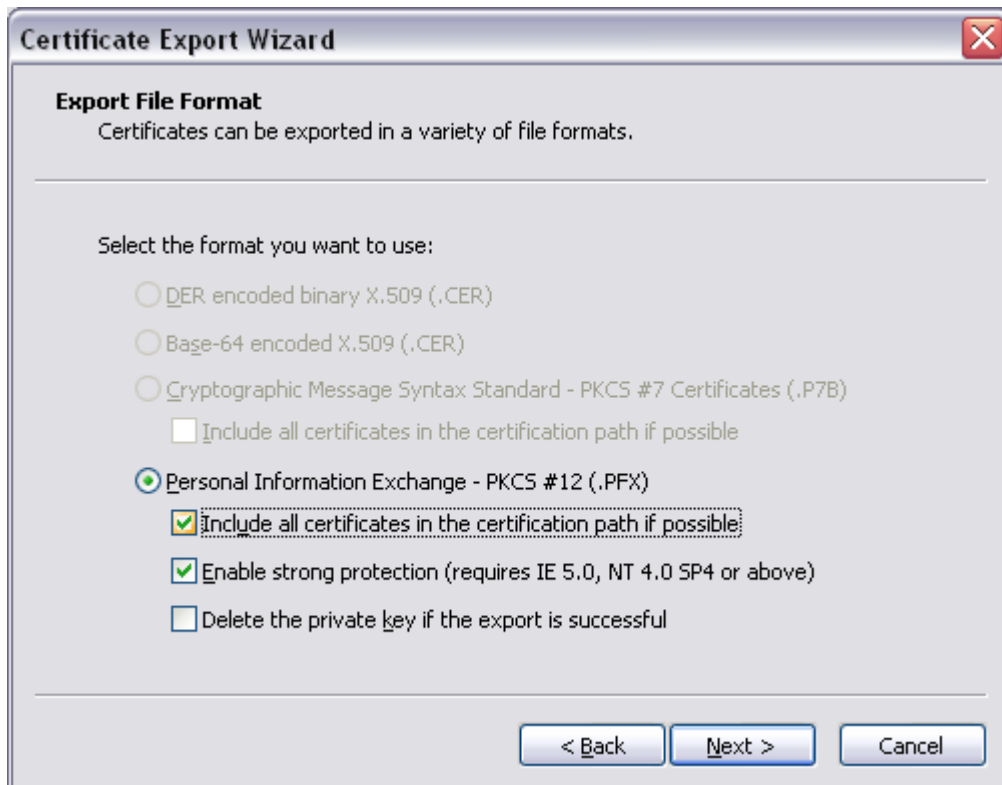 Certificate Export Wizard
Export File Format
Certificates can be exported in a variety of file formats.
Select the format you want to use:
DER encoded binary X.509 (.CER)
Base-64 encoded X.509 (.CER)
Cryptographic Message Syntax Standard - PKCS #7 Certificates (.P7B)
Include all certificates in the certification path if possible
Personal Information Exchange - PKCS #12 (.PFX)
Include all certificates in the certification path if possible
Enable strong protection (requires IE 5.0, NT 4.0 SP4 or above)
Delete the private key if the export is successful
< Back Next > Cancel